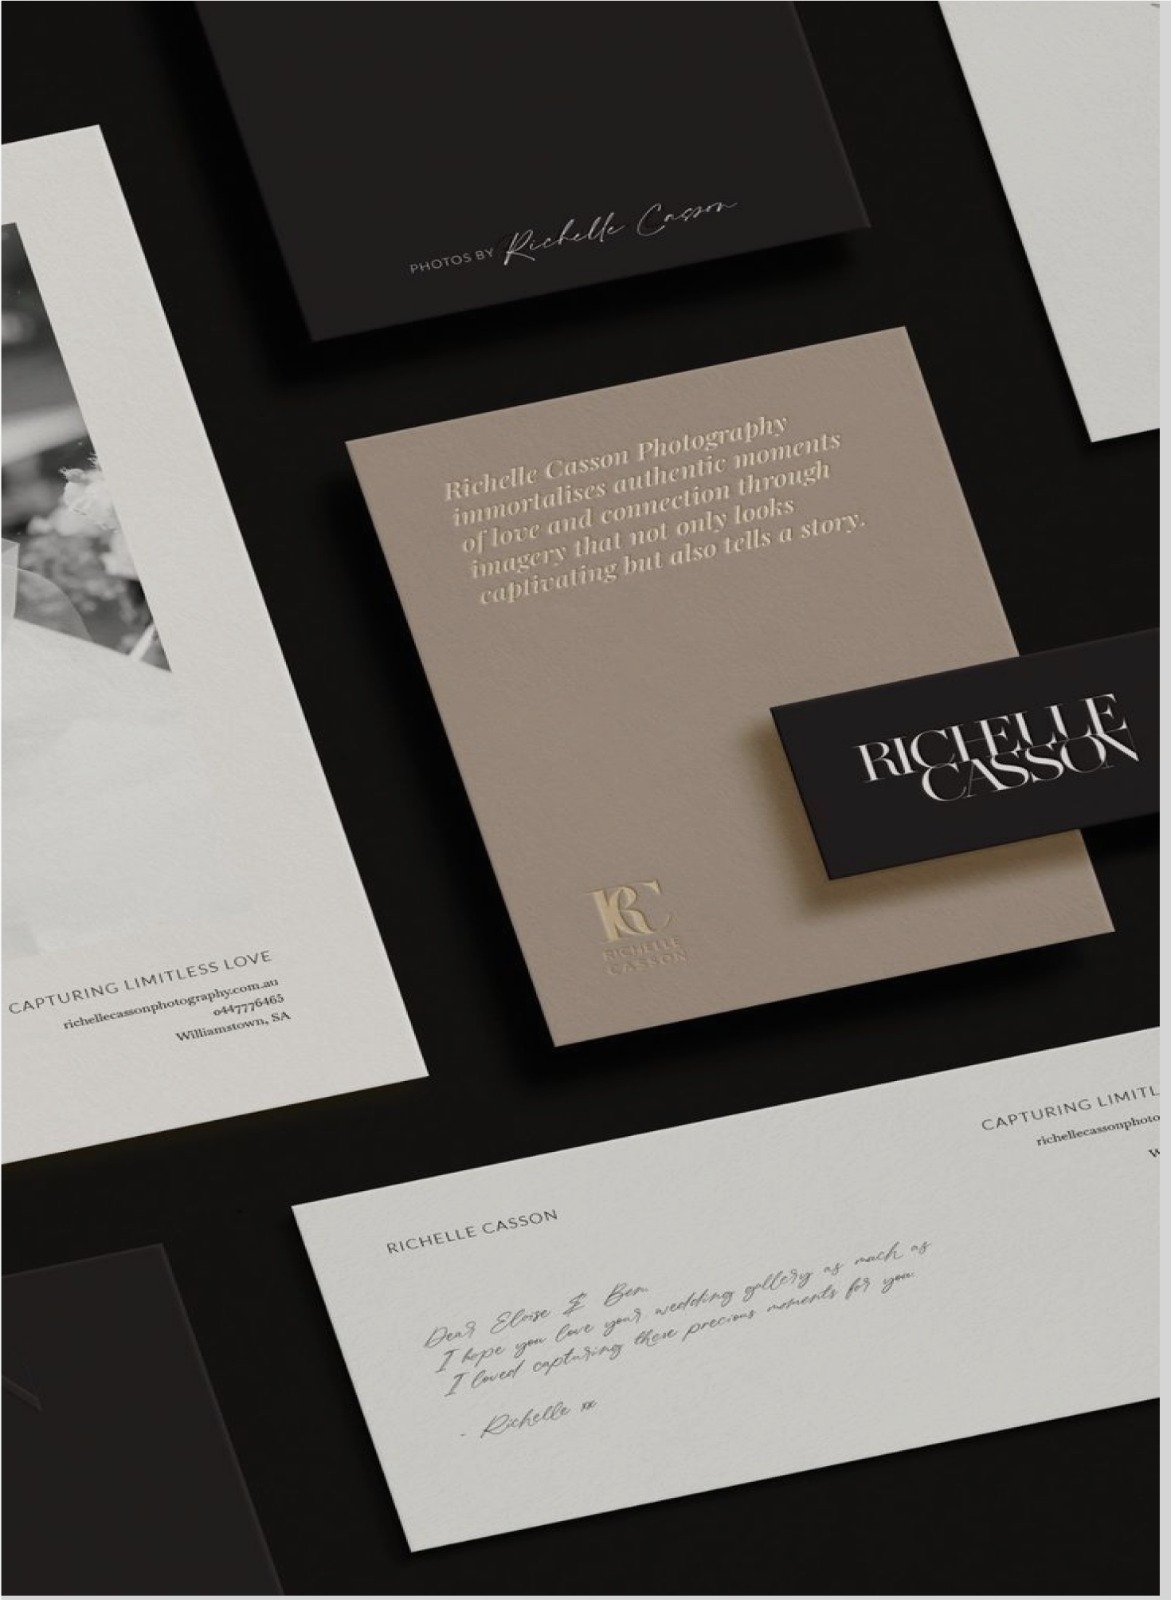 PHOTOS BY Richelle Casson
Richelle Casson Photography
immortalises authentic moments
of love and connection through
imagery that not only looks
captivating but also tells a story.
RICHELLE
CASSON
RC
RICHELLE
CASSON
CAPTURING LIMITLESS LOVE
richellecassonphotography.com.au
0447776465
Williamstown, SA
CAPTURING LIMITL
richellecassonphoto
W
RICHELLE CASSON
Dear Eloise & Ben
I hope you love your wedding gallery as much as
I loved capturing these precious moments for you.
- Richelle xx